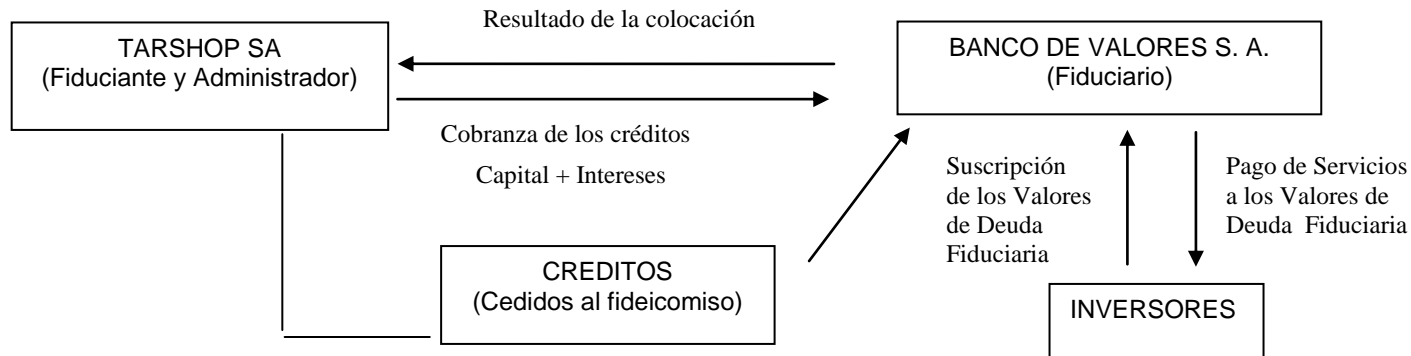 Resultado de la colocación
TARSHOP SA
(Fiduciante y Administrador)
BANCO DE VALORES S. A.
(Fiduciario)
Cobranza de los créditos
Capital + Intereses
Suscripción
de los Valores
de Deuda
Fiduciaria
Pago de Servicios
a los Valores de
Deuda Fiduciaria
CREDITOS
(Cedidos al fideicomiso)
INVERSORES